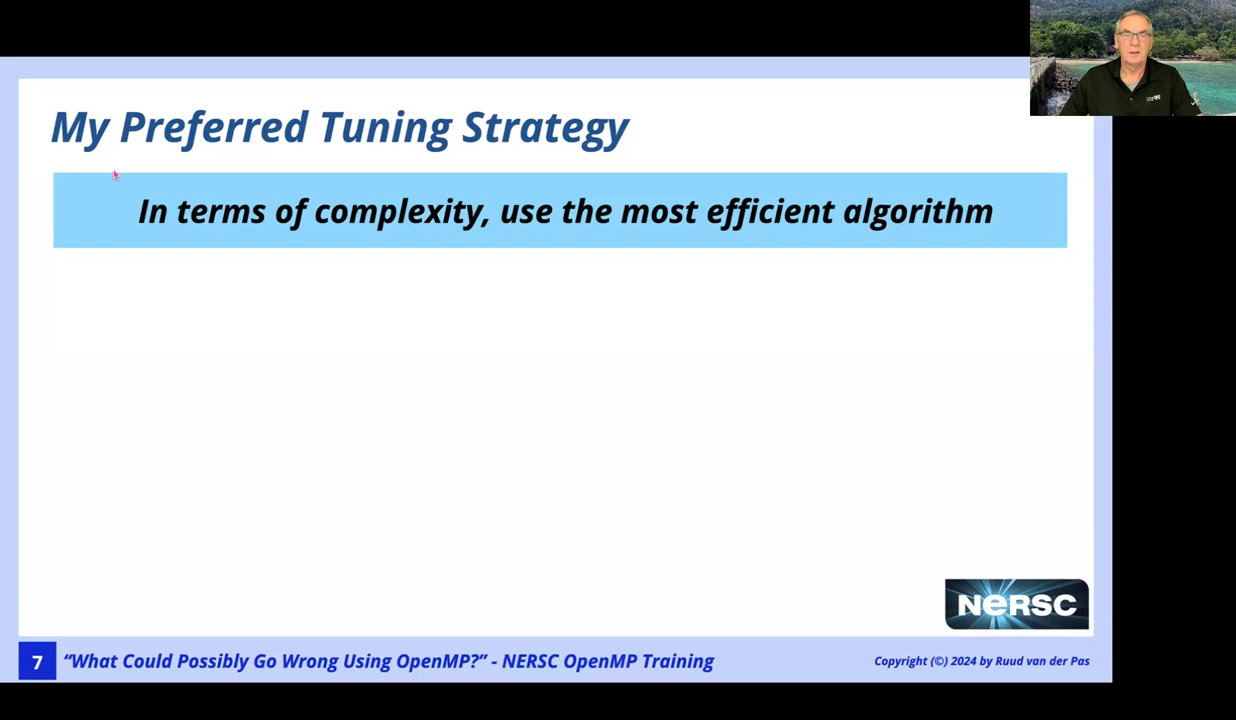 My Preferred Tuning Strategy
In terms of complexity, use the most efficient algorithm
NERSC
7
“What Could Possibly Go Wrong Using OpenMP?” - NERSC OpenMP Training
Copyright (©) 2024 by Ruud van der Pas